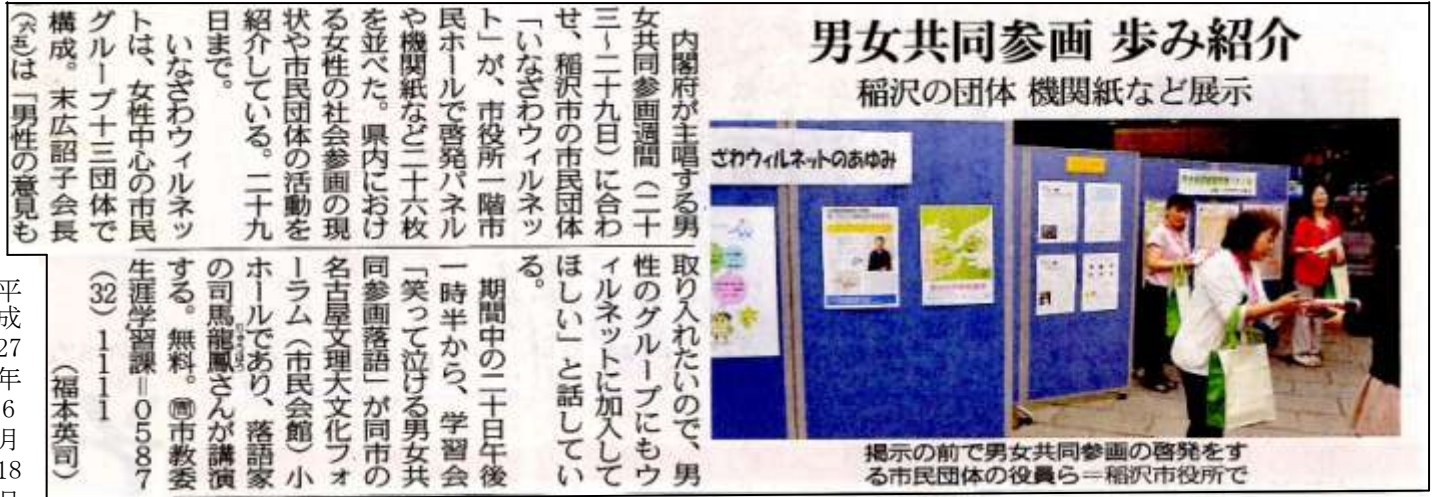 男女共同参画 歩み紹介
稲沢の団体 機関紙など展示
内閣府が主唱する男
女共同参画週間（二十
三～二十九日）に合わ
せ、稲沢市の市民団体
「いなざわウィルネッ
ト」が、市役所一階市
民ホールで啓発パネル
や機関紙など二十六枚
を並べた。県内におけ
る女性の社会参画の現
状や市民団体の活動を
紹介している。二十九
日まで。
いなざわウィルネッ
トは、女性中心の市民
グループ十三団体で
構成。末広詔子会長
（六五）は「男性の意見も
取り入れたいので、男
性のグループにもウ
ィルネットに加入して
ほしい」と話してい
る。
期間中の二十日午後
一時半から、学習会
「笑って泣ける男女共
同参画落語」が同市の
名古屋文理大文化フォ
ーラム（市民会館）小
ホールであり、落語家
の司馬龍鳳さんが講演
する。無料。㉄市教委
生涯学習課＝0587
（32）1111
（福本英司）
ざわウィルネットのあゆみ
掲示の前で男女共同参画の啓発をす
る市民団体の役員ら＝稲沢市役所で
平成27年6月18日